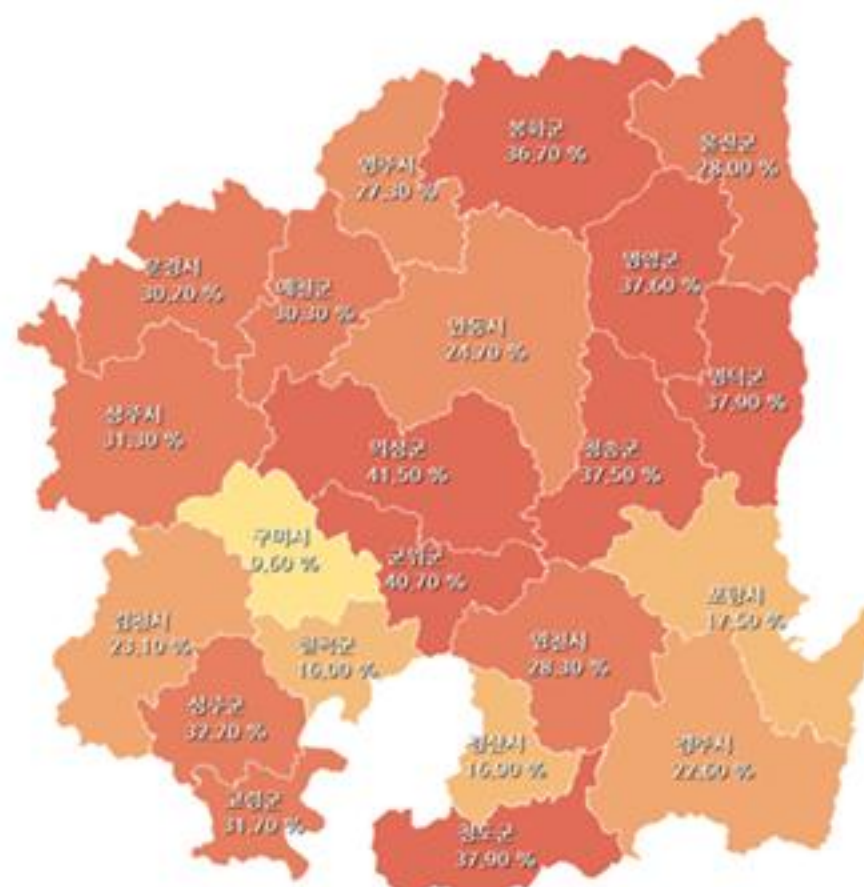 봉화군
36.70 %
울진군
28.00 %
영주시
27.30 %
영양군
37.60 %
문경시
30.20 %
예천군
30.30 %
안동시
24.70 %
영덕군
37.90 %
상주시
31.30 %
의성군
41.50 %
청송군
37.50 %
구미시
9.60 %
군위군
40.70 %
포항시
17.50 %
김천시
23.10 %
칠곡군
16.00 %
영천시
28.30 %
성주군
32.70 %
경산시
16.90 %
경주시
22.60 %
고령군
31.70 %
청도군
37.90 %